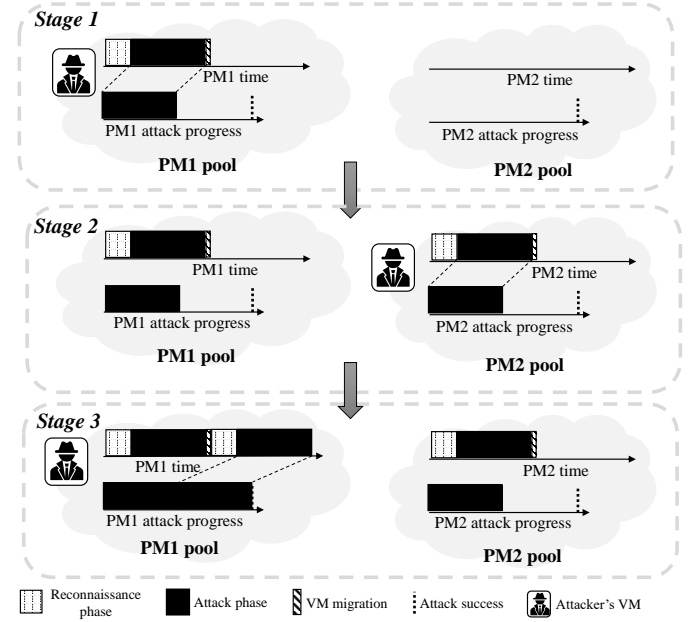 Stage 1
PM1 time
PM2 time
PM1 attack progress
PM2 attack progress
PM1 pool
PM2 pool
Stage 2
PM1 time
PM2 time
PM1 attack progress
PM2 attack progress
PM1 pool
PM2 pool
Stage 3
PM1 time
PM2 time
PM1 attack progress
PM2 attack progress
PM1 pool
PM2 pool
Reconnaissance
phase
Attack phase
VM migration
Attack success
Attacker's VM